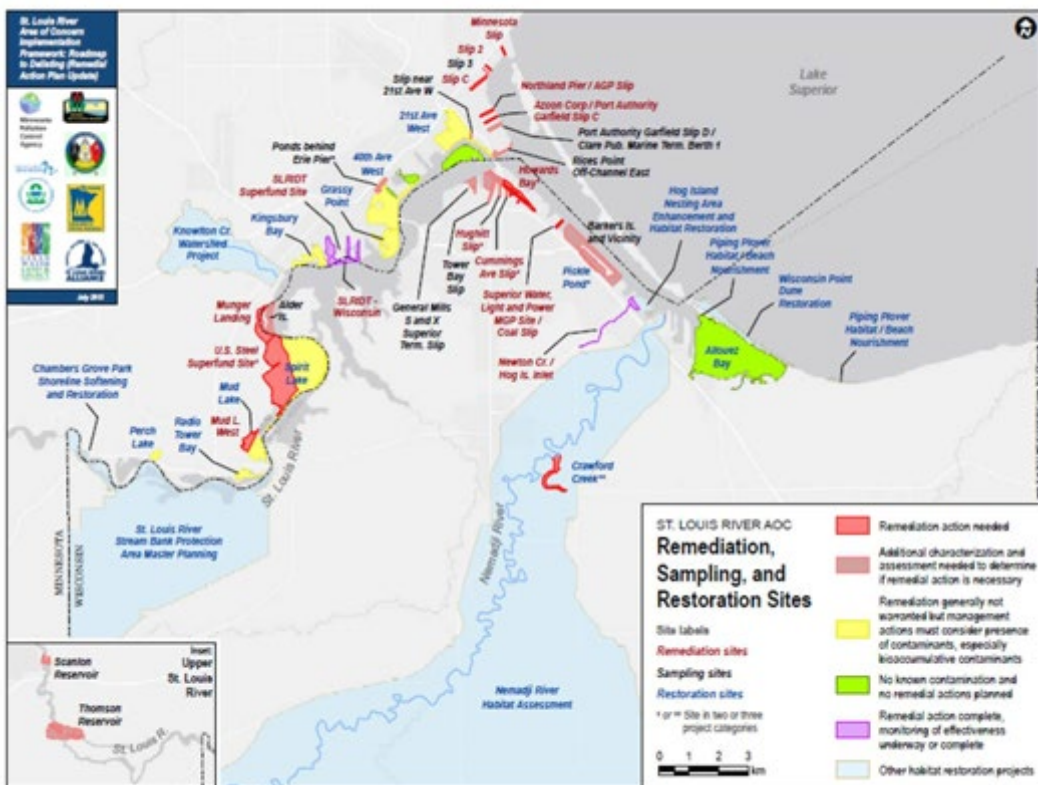 St. Louis River
Area of Concern
Implementation
Framework: Roadmap
to Delisting (Remedial
Action Plan Update)
Minnesota
Pollution
Control
Agency
ALLIANCE
Minnesota
Slip
Slip 2
Slip 3
Slip C
Slip near
21st Ave W
Northland Pier / AGP Slip
Azcon Corp / Port Authority
Garfield Slip C
Port Authority Garfield Slip D /
Clare Pub. Marine Term. Berth 1
Rices Point
Off-Channel East
Lake
Superior
21st Ave
West
Ponds behind
Erie Pier*
40th Ave
West
SLRIDT
Superfund Site
Grassy
Point
Kingsbury
Bay
Knowlton Cr.
Watershed
Project
Howards
Bay*
Hog Island
Nesting Area
Enhancement and
Habitat Restoration
Barkers Is.
and Vicinity
Piping Plover
Habitat / Beach
Nourishment
Wisconsin Point
Dune
Restoration
Piping Plover
Habitat / Beach
Nourishment
Hughitt
Slip*
Cummings
Ave Slip*
Tower
Bay
Slip
General Mills
S and X
Superior
Term. Slip
Superior Water,
Light and Power
MGP Site /
Coal Slip
Pickle
Pond*
Newton Cr. /
Hog Is. Inlet
Allouez
Bay
SLRIDT -
Wisconsin
Munger
Landing
Alder
Is.
U.S. Steel
Superfund Site*
Spirit
Lake
Chambers Grove Park
Shoreline Softening
and Restoration
Mud
Lake
Mud L.
West
Radio
Tower
Bay
Perch
Lake
St. Louis River
Crawford
Creek**
Nemadji River
St. Louis River
Stream Bank Protection
Area Master Planning
MINNESOTA
WISCONSIN
Nemadji River
Habitat Assessment
Inset:
Upper
St. Louis
River
Scanlon
Reservoir
Thomson
Reservoir
St. Louis R.
ST. LOUIS RIVER AOC
Remediation,
Sampling, and
Restoration Sites
Site labels
Remediation sites
Sampling sites
Restoration sites
* or ** Site in two or three
project categories
0 1 2 3
km
Remediation action needed
Additional characterization and
assessment needed to determine
if remedial action is necessary
Remediation generally not
warranted but management
actions must consider presence
of contaminants, especially
bioaccumulative contaminants
No known contamination and
no remedial actions planned
Remedial action complete,
monitoring of effectiveness
underway or complete
Other habitat restoration projects